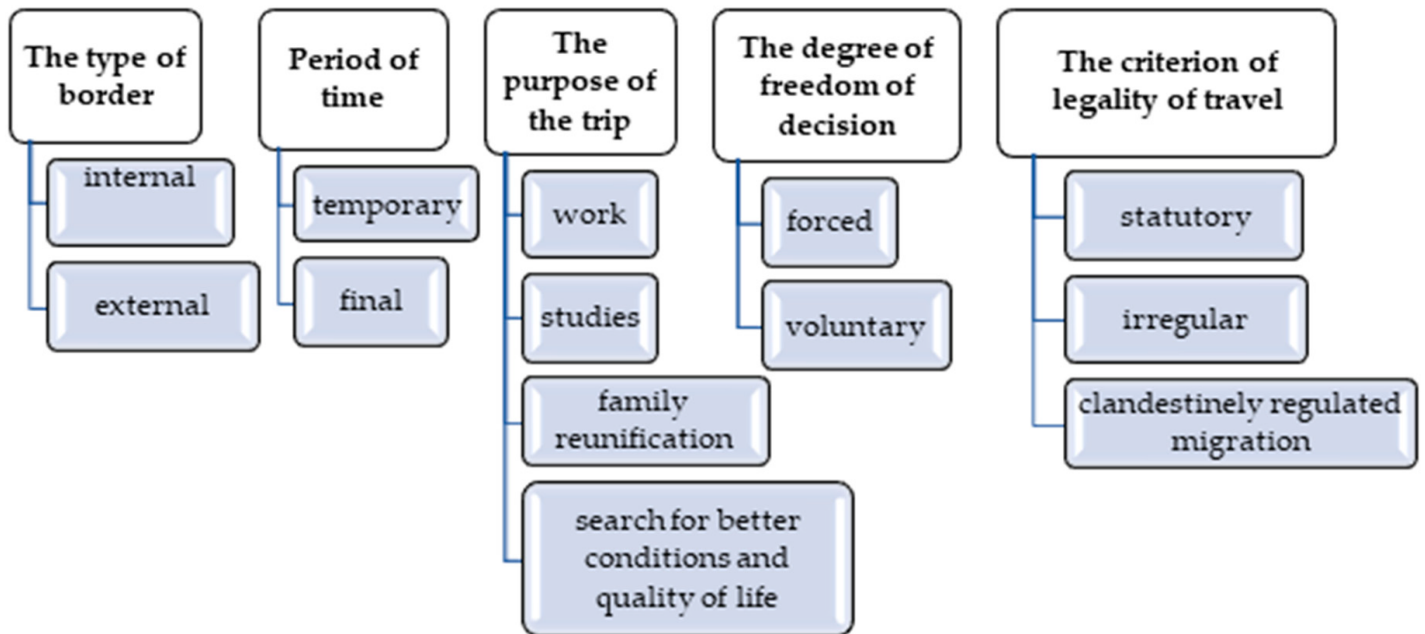 The type of
border
internal
external
Period of
time
temporary
final
The
purpose of
the trip
work
studies
family
reunification
search for better
conditions and
quality of life
The degree of
freedom of
decision
forced
voluntary
The criterion of
legality of travel
statutory
irregular
clandestinely regulated
migration